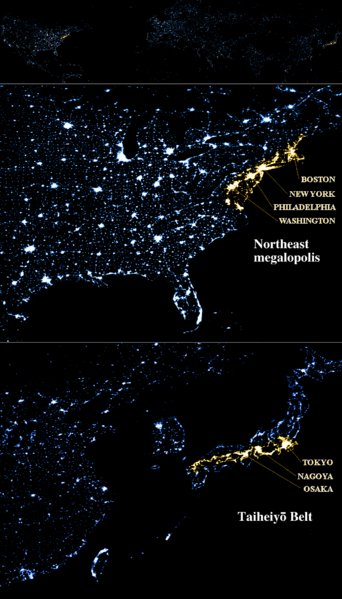 BOSTON
NEW YORK
PHILADELPHIA
WASHINGTON
Northeast
megalopolis
TOKYO
NAGOYA
OSAKA
Taiheiyō Belt